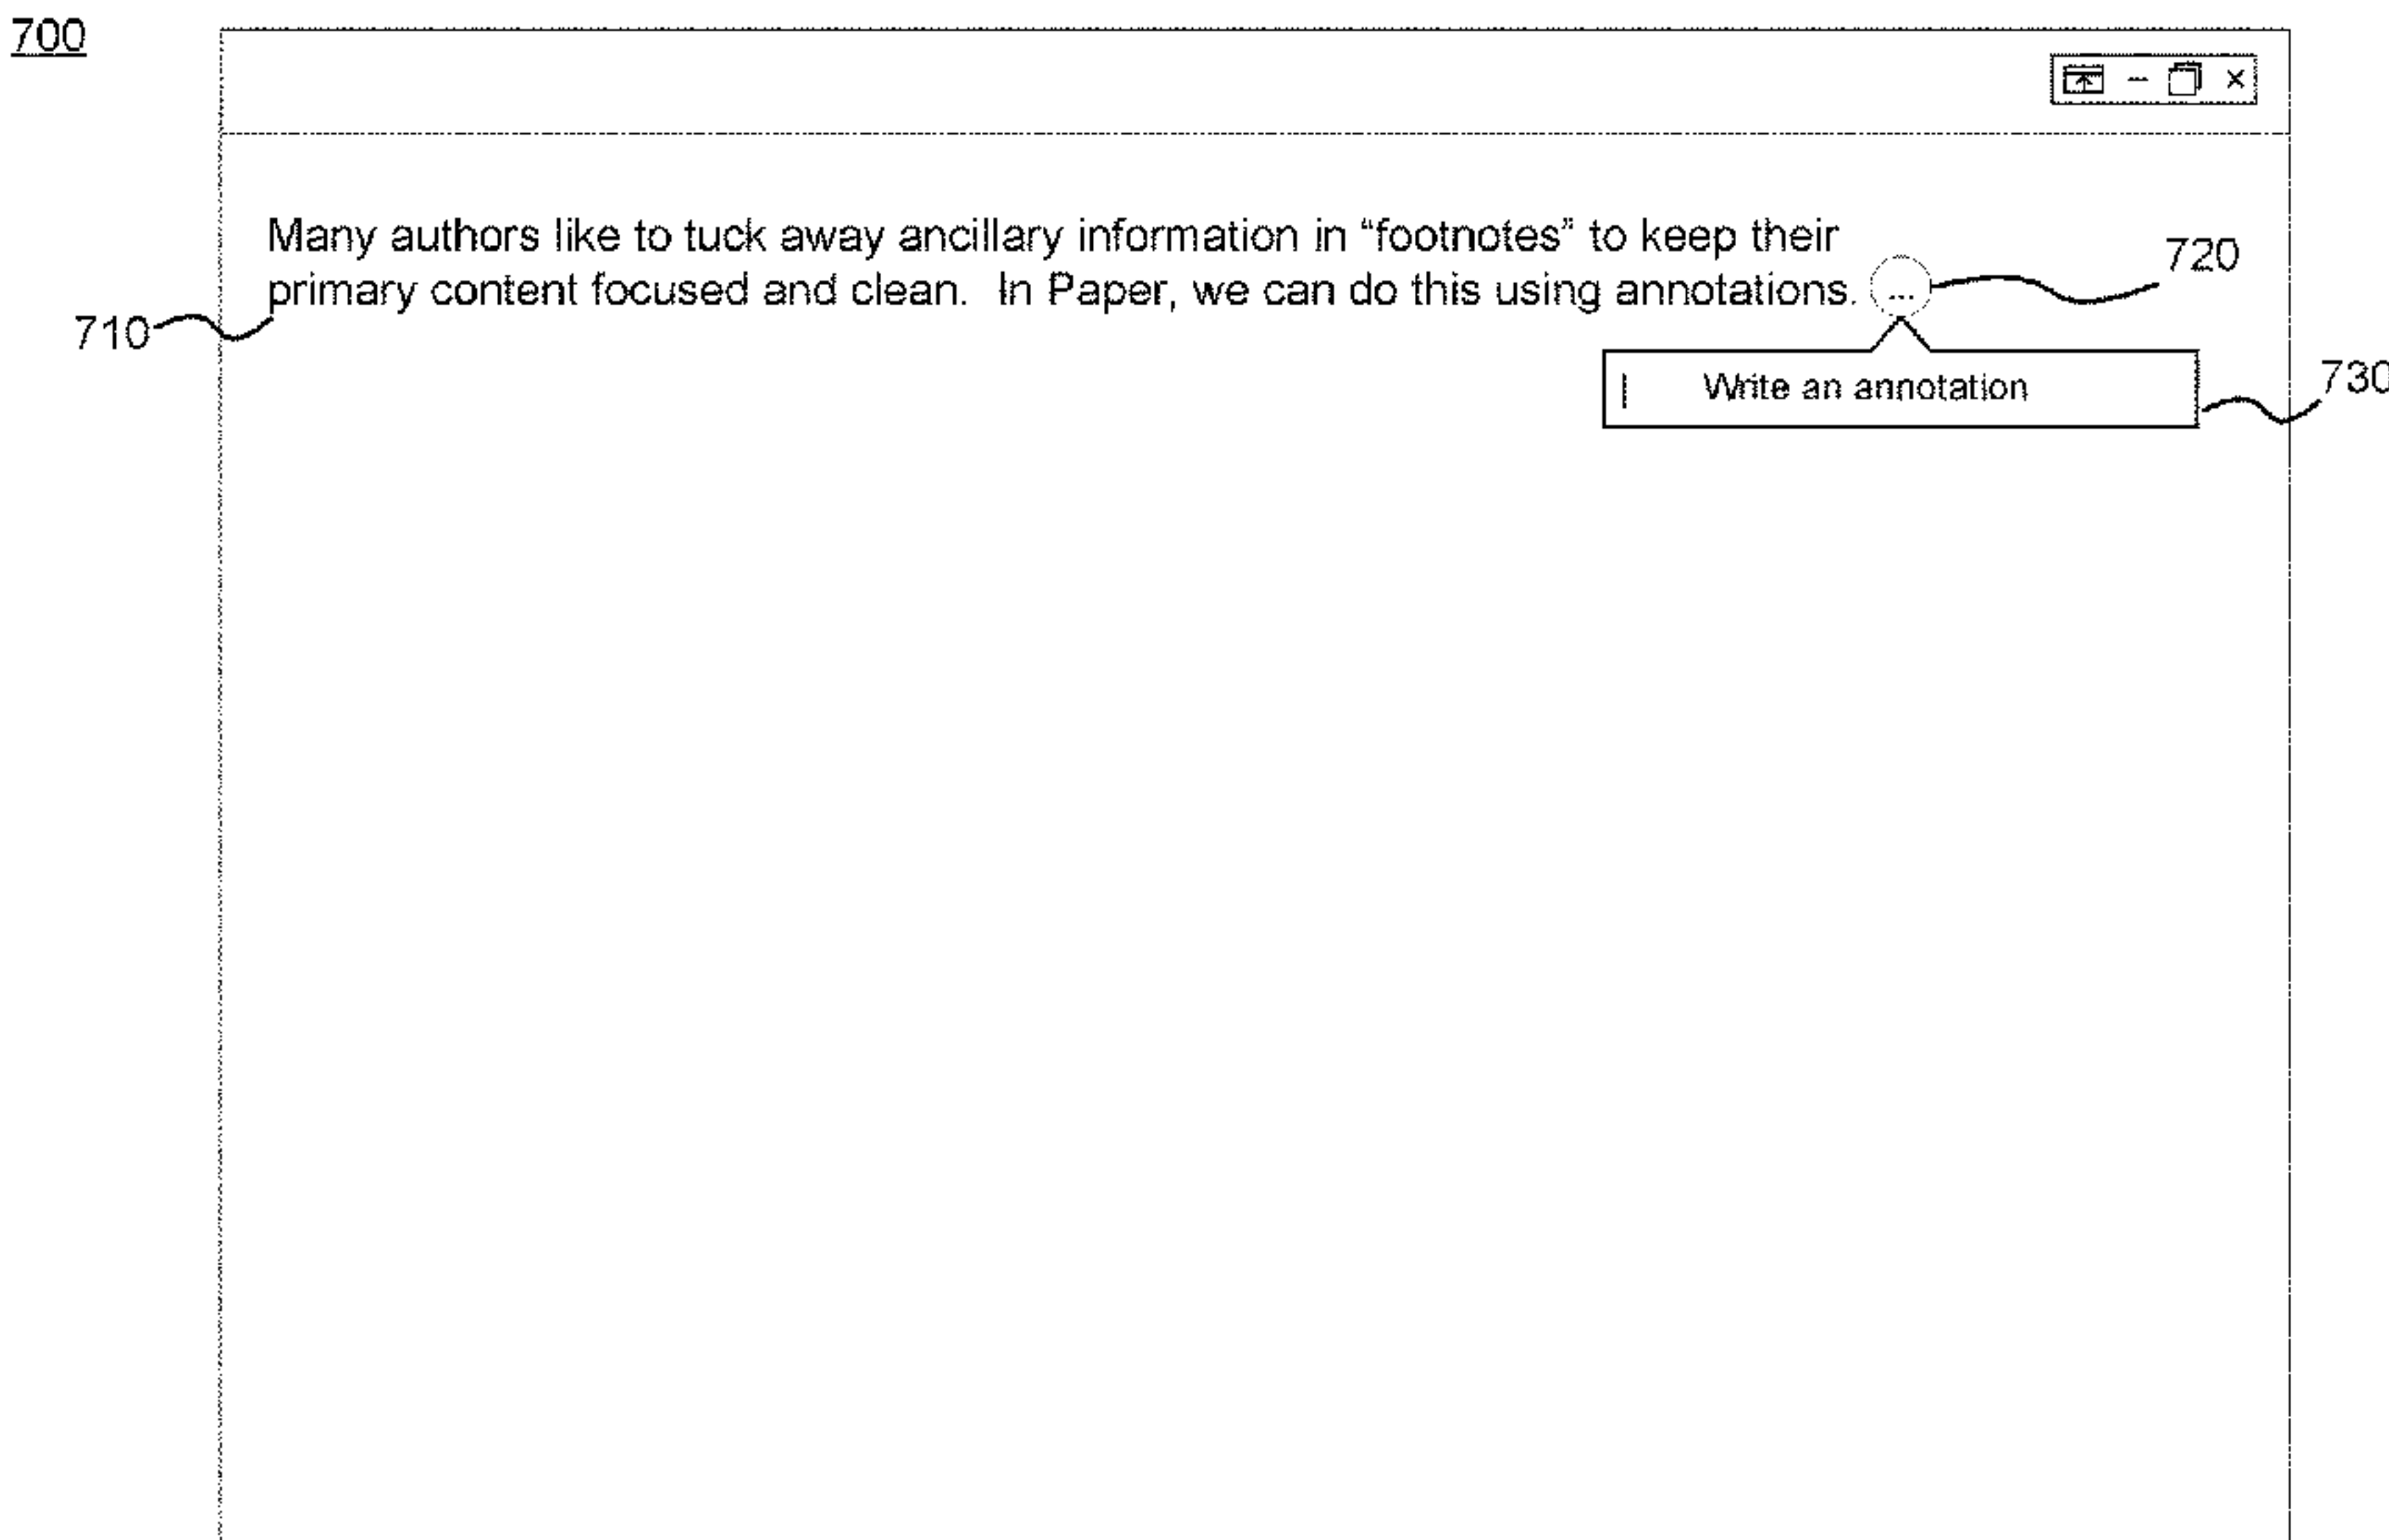 700
Many authors like to tuck away ancillary information in “footnotes” to keep their
primary content focused and clean.  In Paper, we can do this using annotations. ...
720
710
Write an annotation
730